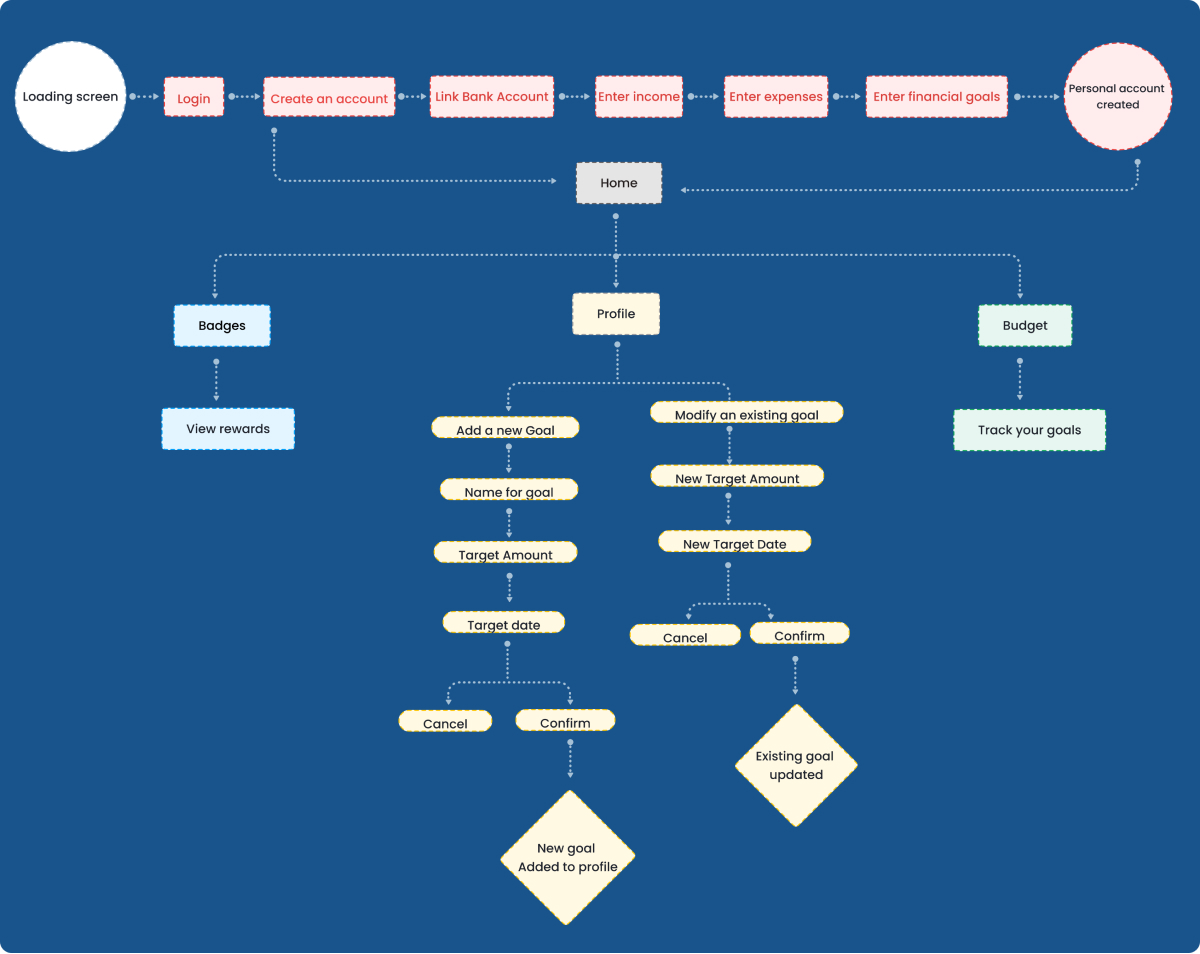 Loading screen
Login
Create an account
Link Bank Account
Enter income
Enter expenses
Enter financial goals
Personal account
created
Home
Badges
Profile
Budget
View rewards
Track your goals
Add a new Goal
Name for goal
Target Amount
Target date
Cancel
Confirm
New goal
Added to profile
Modify an existing goal
New Target Amount
New Target Date
Cancel
Confirm
Existing goal
updated